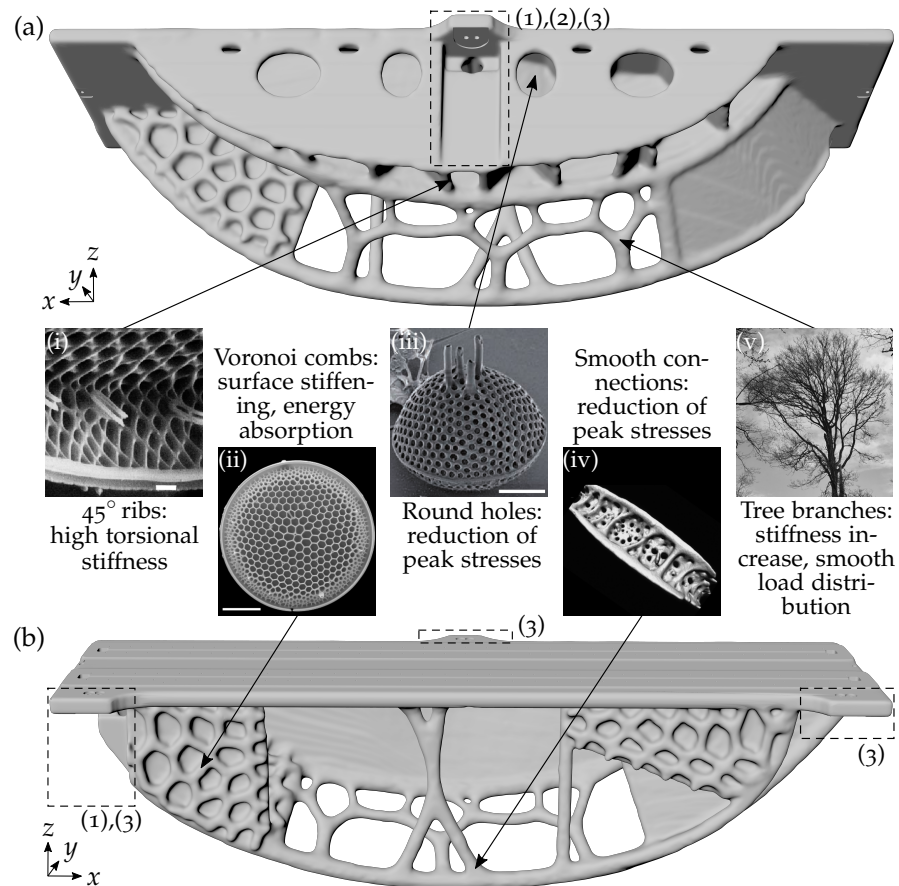 (a)
(1),(2),(3)
z
y
x
(i)
45° ribs:
high torsional
stiffness
Voronoi combs:
surface stiffen-
ing, energy
absorption
(ii)
(iii)
Round holes:
reduction of
peak stresses
Smooth con-
nections:
reduction of
peak stresses
(iv)
(v)
Tree branches:
stiffness in-
crease, smooth
load distri-
bution
(b)
(3)
(3)
(1),(3)
z
y
x